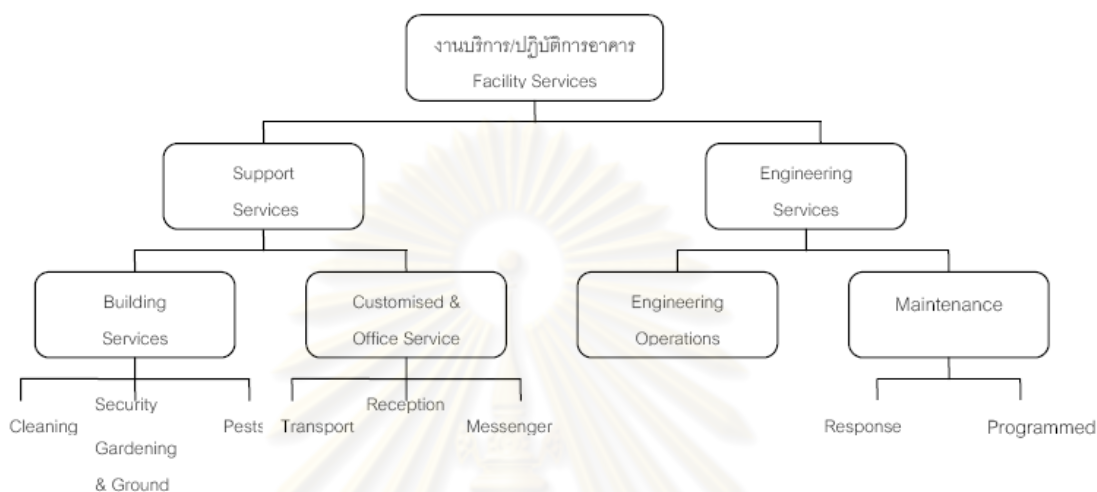 งานบริการ/ปฏิบัติการอาคาร
Facility Services
Support
Services
Engineering
Services
Building
Services
Customised &
Office Service
Engineering
Operations
Maintenance
Cleaning
Security
Gardening
& Ground
Pests
Transport
Reception
Messenger
Response
Programmed